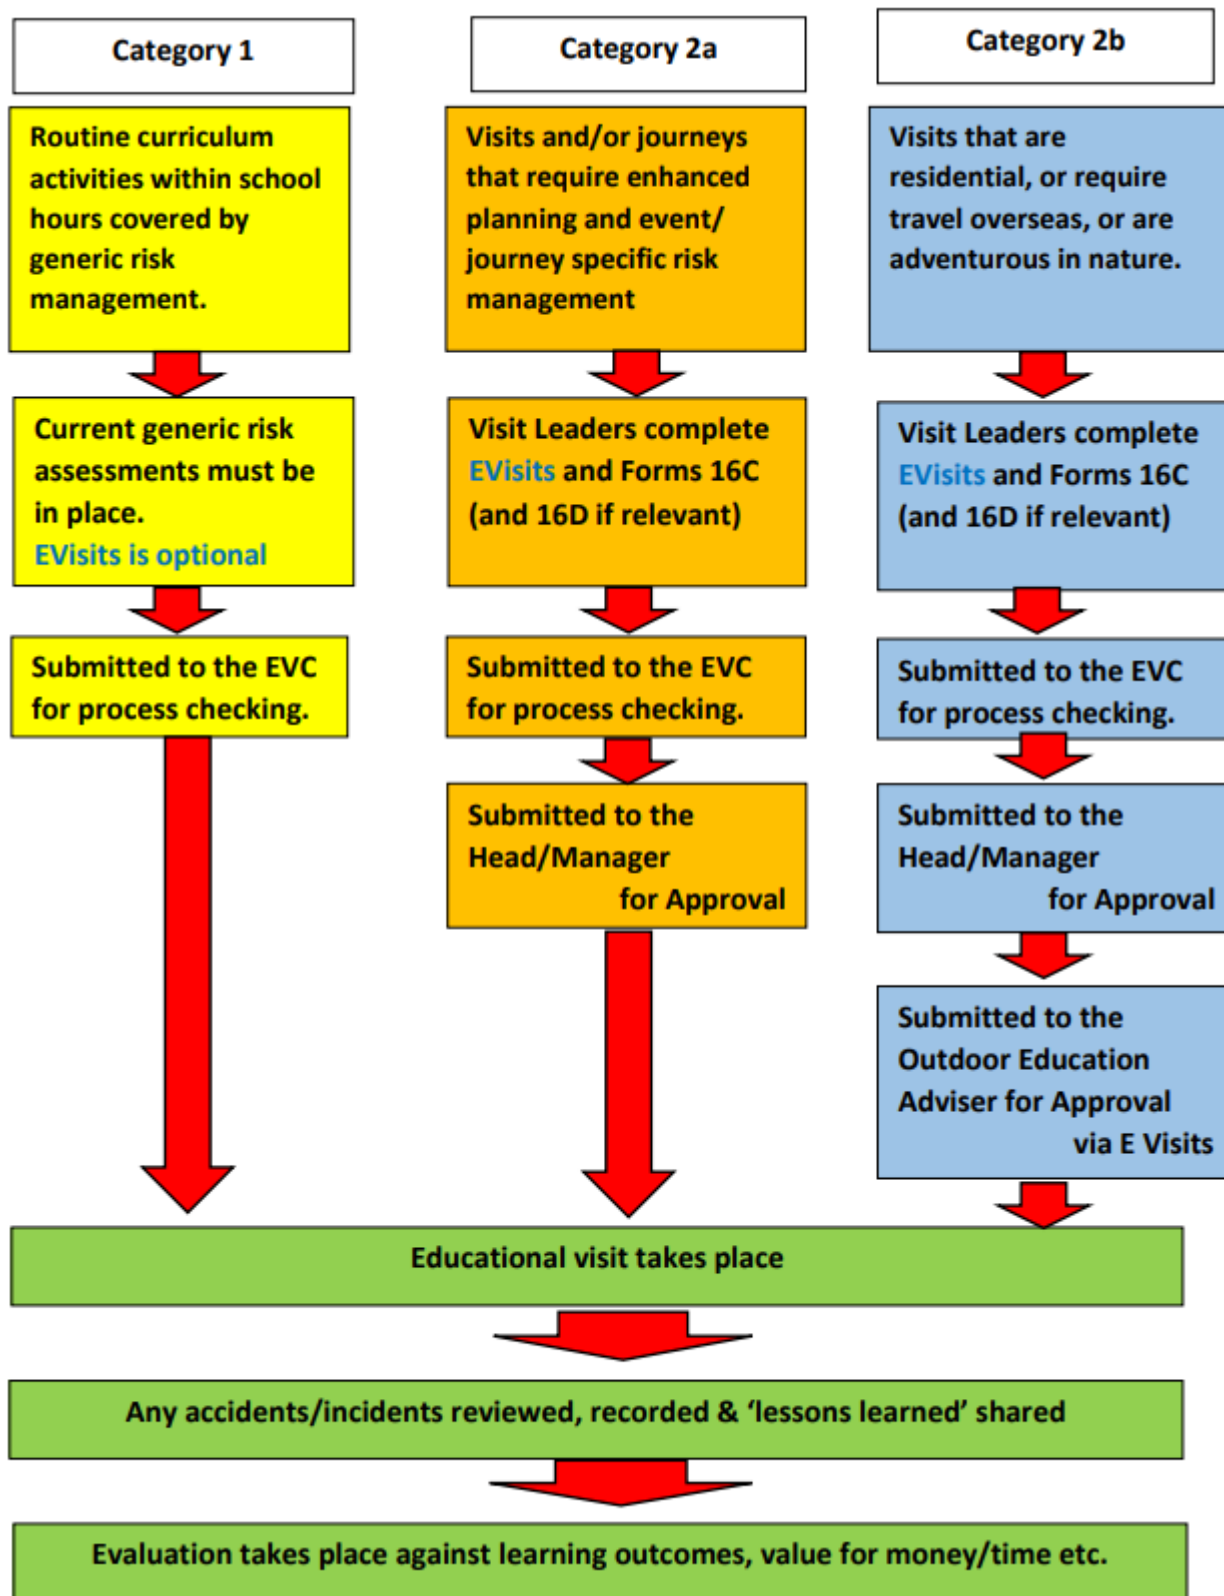 Category 1
Category 2a
Category 2b
Routine curriculum
activities within school
hours covered by
generic risk
management.
Visits and/or journeys
that require enhanced
planning and event/
journey specific risk
management
Visits that are
residential, or require
travel overseas, or are
adventurous in nature.
Current generic risk
assessments must be
in place.
EVisits is optional
Visit Leaders complete
EVisits and Forms 16C
(and 16D if relevant)
Visit Leaders complete
EVisits and Forms 16C
(and 16D if relevant)
Submitted to the EVC
for process checking.
Submitted to the EVC
for process checking.
Submitted to the EVC
for process checking.
Submitted to the
Head/Manager
for Approval
Submitted to the
Head/Manager
for Approval
Submitted to the
Outdoor Education
Adviser for Approval
via E Visits
Educational visit takes place
Any accidents/incidents reviewed, recorded & ‘lessons learned’ shared
Evaluation takes place against learning outcomes, value for money/time etc.